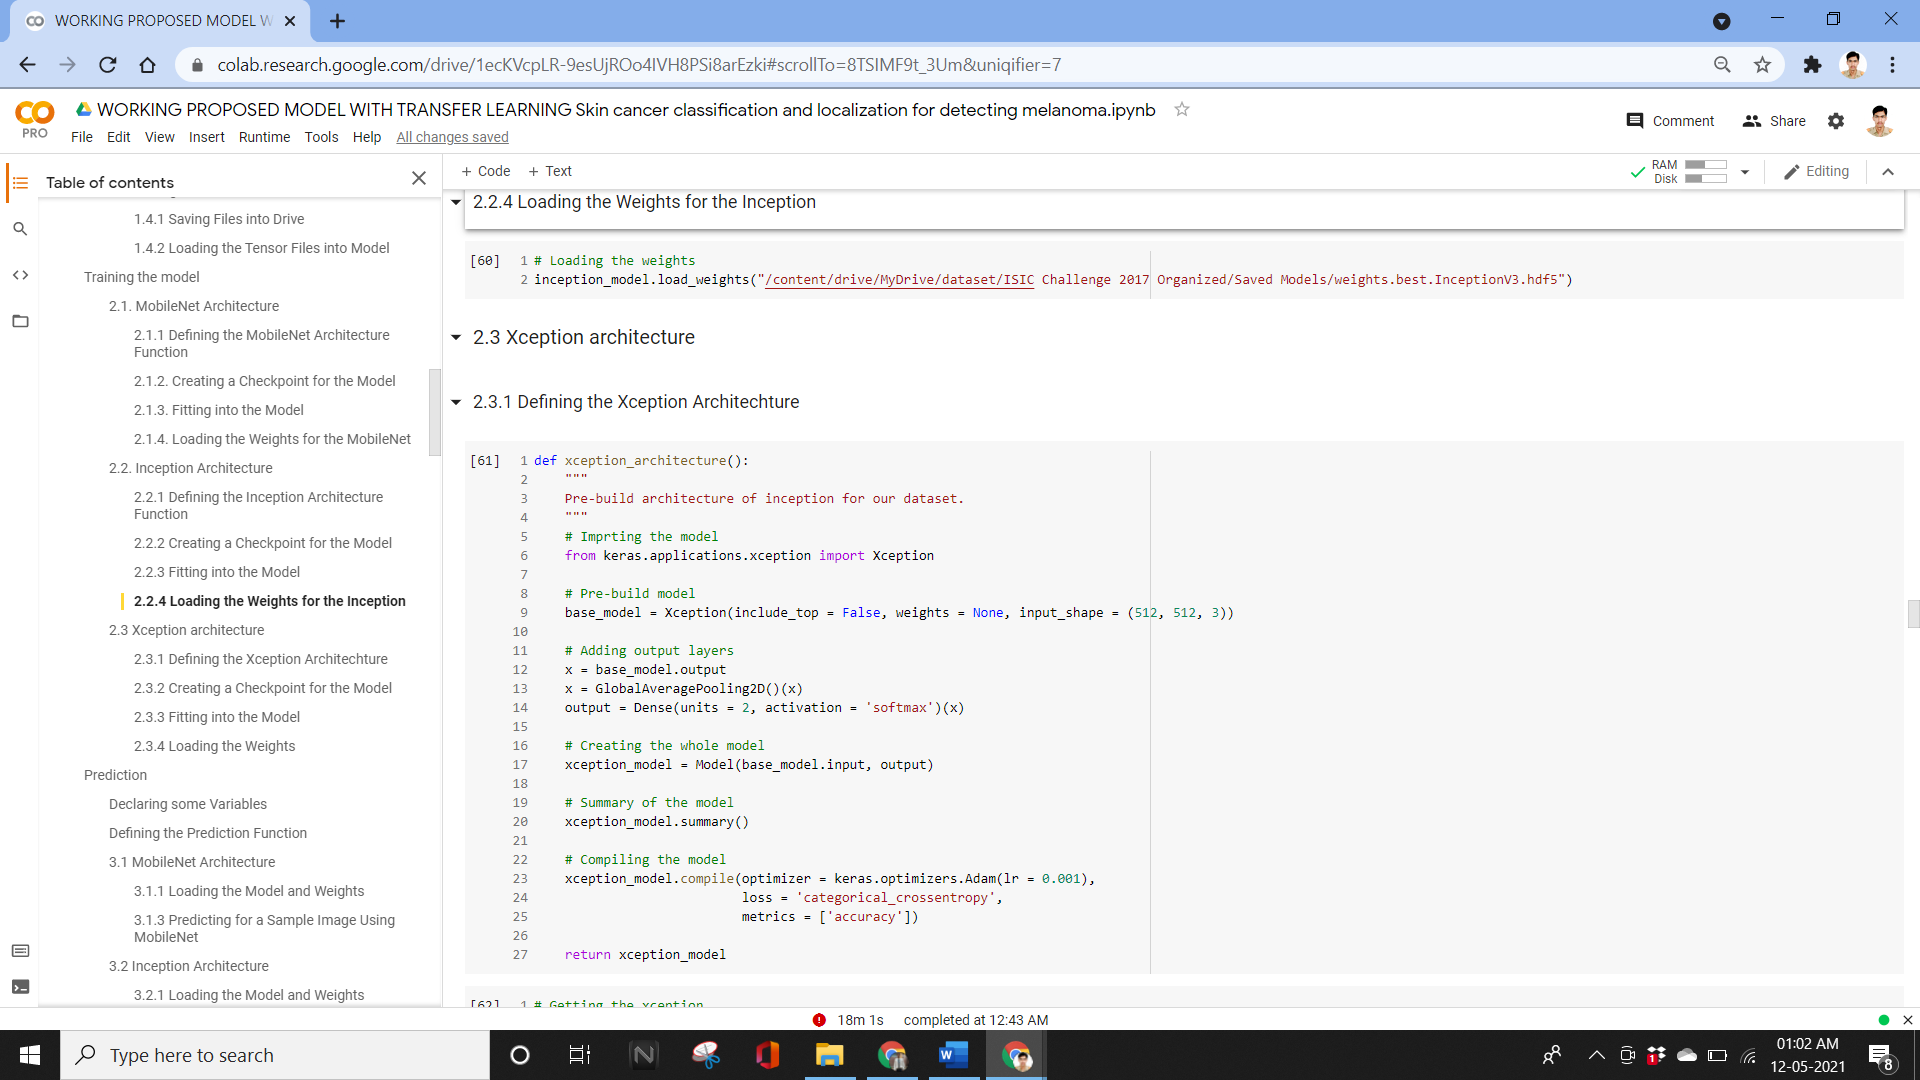 WORKING PROPOSED MODEL W
colab.research.google.com/drive/1ecKVcpLR-9esUjROo4IVH8PSi8arEzki#scrollTo=8TSIMF9t_3Um&uniqifier=7
CO
PRO
WORKING PROPOSED MODEL WITH TRANSFER LEARNING Skin cancer classification and localization for detecting melanoma.ipynb
File Edit View Insert Runtime Tools Help All changes saved
Comment
Share
Table of contents
1.4.1 Saving Files into Drive
1.4.2 Loading the Tensor Files into Model
Training the model
2.1. MobileNet Architecture
2.1.1 Defining the MobileNet Architecture
Function
2.1.2. Creating a Checkpoint for the Model
2.1.3. Fitting into the Model
2.1.4. Loading the Weights for the MobileNet
2.2. Inception Architecture
2.2.1 Defining the Inception Architecture
Function
2.2.2 Creating a Checkpoint for the Model
2.2.3 Fitting into the Model
2.2.4 Loading the Weights for the Inception
2.3 Xception architecture
2.3.1 Defining the Xception Architechture
2.3.2 Creating a Checkpoint for the Model
2.3.3 Fitting into the Model
2.3.4 Loading the Weights
Prediction
Declaring some Variables
Defining the Prediction Function
3.1 MobileNet Architecture
3.1.1 Loading the Model and Weights
3.1.3 Predicting for a Sample Image Using
MobileNet
3.2 Inception Architecture
3.2.1 Loading the Model and Weights
+ Code + Text
RAM
Disk
Editing
2.2.4 Loading the Weights for the Inception
[60] 1 # Loading the weights
2 inception_model.load_weights("/content/drive/MyDrive/dataset/ISIC Challenge 2017 Organized/Saved Models/weights.best.InceptionV3.hdf5")
2.3 Xception architecture
2.3.1 Defining the Xception Architechture
[61] 1 def xception_architecture():
2 """
3 Pre-build architecture of inception for our dataset.
4 """
5 # Imprting the model
6 from keras.applications.xception import Xception
7
8 # Pre-build model
9 base_model = Xception(include_top = False, weights = None, input_shape = (512, 512, 3))
10
11 # Adding output layers
12 x = base_model.output
13 x = GlobalAveragePooling2D()(x)
14 output = Dense(units = 2, activation = 'softmax')(x)
15
16 # Creating the whole model
17 xception_model = Model(base_model.input, output)
18
19 # Summary of the model
20 xception_model.summary()
21
22 # Compiling the model
23 xception_model.compile(optimizer = keras.optimizers.Adam(lr = 0.001),
24 loss = 'categorical_crossentropy',
25 metrics = ['accuracy'])
26
27 return xception_model
[62] 1 # Getting the xception
18m 1s completed at 12:43 AM
Type here to search
01:02 AM
12-05-2021
8